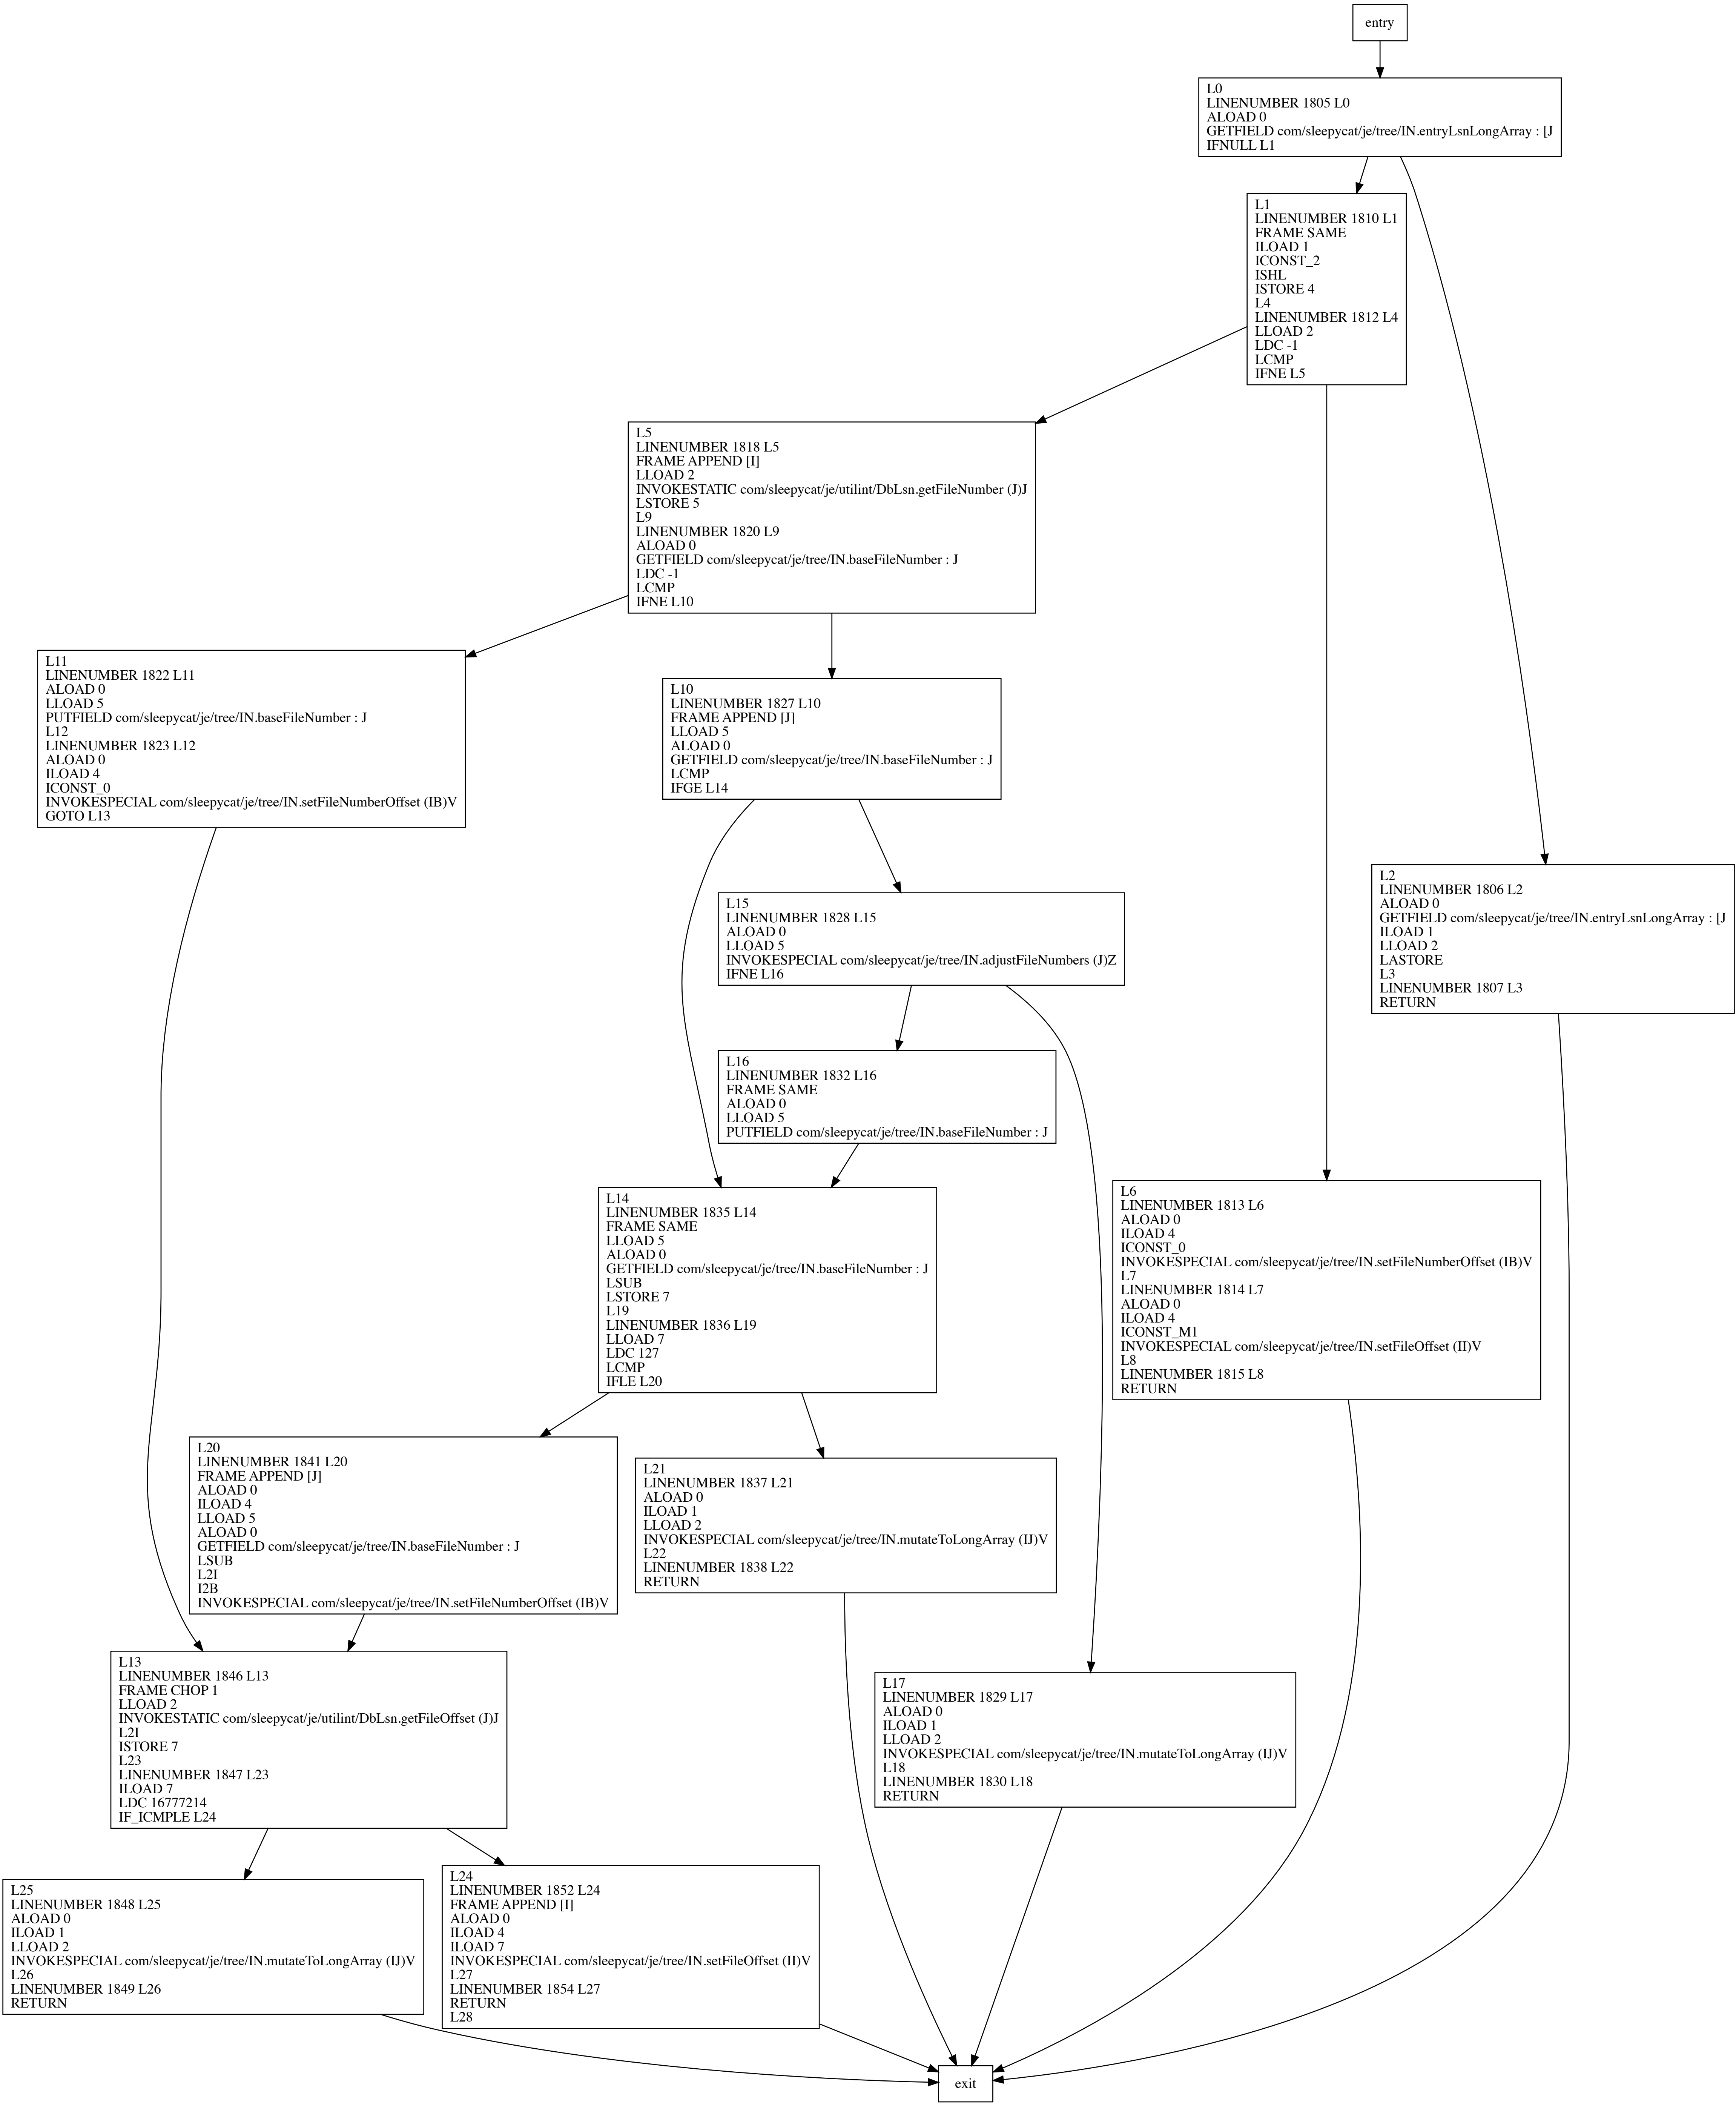 entry
L0
LINENUMBER 1805 L0
ALOAD 0
GETFIELD com/sleepycat/je/tree/IN.entryLsnLongArray : [J
IFNULL L1
L1
LINENUMBER 1810 L1
FRAME SAME
ILOAD 1
ICONST_2
ISHL
ISTORE 4
L4
LINENUMBER 1812 L4
LLOAD 2
LDC -1
LCMP
IFNE L5
L5
LINENUMBER 1818 L5
FRAME APPEND [I]
LLOAD 2
INVOKESTATIC com/sleepycat/je/utilint/DbLsn.getFileNumber (J)J
LSTORE 5
L9
LINENUMBER 1820 L9
ALOAD 0
GETFIELD com/sleepycat/je/tree/IN.baseFileNumber : J
LDC -1
LCMP
IFNE L10
L11
LINENUMBER 1822 L11
ALOAD 0
LLOAD 5
PUTFIELD com/sleepycat/je/tree/IN.baseFileNumber : J
L12
LINENUMBER 1823 L12
ALOAD 0
ILOAD 4
ICONST_0
INVOKESPECIAL com/sleepycat/je/tree/IN.setFileNumberOffset (IB)V
GOTO L13
L10
LINENUMBER 1827 L10
FRAME APPEND [J]
LLOAD 5
ALOAD 0
GETFIELD com/sleepycat/je/tree/IN.baseFileNumber : J
LCMP
IFGE L14
L2
LINENUMBER 1806 L2
ALOAD 0
GETFIELD com/sleepycat/je/tree/IN.entryLsnLongArray : [J
ILOAD 1
LLOAD 2
LASTORE
L3
LINENUMBER 1807 L3
RETURN
L15
LINENUMBER 1828 L15
ALOAD 0
LLOAD 5
INVOKESPECIAL com/sleepycat/je/tree/IN.adjustFileNumbers (J)Z
IFNE L16
L16
LINENUMBER 1832 L16
FRAME SAME
ALOAD 0
LLOAD 5
PUTFIELD com/sleepycat/je/tree/IN.baseFileNumber : J
L6
LINENUMBER 1813 L6
ALOAD 0
ILOAD 4
ICONST_0
INVOKESPECIAL com/sleepycat/je/tree/IN.setFileNumberOffset (IB)V
L7
LINENUMBER 1814 L7
ALOAD 0
ILOAD 4
ICONST_M1
INVOKESPECIAL com/sleepycat/je/tree/IN.setFileOffset (II)V
L8
LINENUMBER 1815 L8
RETURN
L14
LINENUMBER 1835 L14
FRAME SAME
LLOAD 5
ALOAD 0
GETFIELD com/sleepycat/je/tree/IN.baseFileNumber : J
LSUB
LSTORE 7
L19
LINENUMBER 1836 L19
LLOAD 7
LDC 127
LCMP
IFLE L20
L20
LINENUMBER 1841 L20
FRAME APPEND [J]
ALOAD 0
ILOAD 4
LLOAD 5
ALOAD 0
GETFIELD com/sleepycat/je/tree/IN.baseFileNumber : J
LSUB
L2I
I2B
INVOKESPECIAL com/sleepycat/je/tree/IN.setFileNumberOffset (IB)V
L21
LINENUMBER 1837 L21
ALOAD 0
ILOAD 1
LLOAD 2
INVOKESPECIAL com/sleepycat/je/tree/IN.mutateToLongArray (IJ)V
L22
LINENUMBER 1838 L22
RETURN
L13
LINENUMBER 1846 L13
FRAME CHOP 1
LLOAD 2
INVOKESTATIC com/sleepycat/je/utilint/DbLsn.getFileOffset (J)J
L2I
ISTORE 7
L23
LINENUMBER 1847 L23
ILOAD 7
LDC 16777214
IF_ICMPLE L24
L17
LINENUMBER 1829 L17
ALOAD 0
ILOAD 1
LLOAD 2
INVOKESPECIAL com/sleepycat/je/tree/IN.mutateToLongArray (IJ)V
L18
LINENUMBER 1830 L18
RETURN
L25
LINENUMBER 1848 L25
ALOAD 0
ILOAD 1
LLOAD 2
INVOKESPECIAL com/sleepycat/je/tree/IN.mutateToLongArray (IJ)V
L26
LINENUMBER 1849 L26
RETURN
L24
LINENUMBER 1852 L24
FRAME APPEND [I]
ALOAD 0
ILOAD 4
ILOAD 7
INVOKESPECIAL com/sleepycat/je/tree/IN.setFileOffset (II)V
L27
LINENUMBER 1854 L27
RETURN
L28
exit